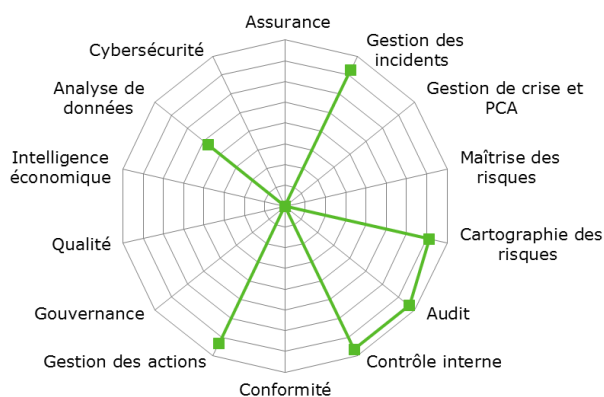 Assurance
Gestion des
incidents
Gestion de crise et
PCA
Maîtrise des
risques
Cartographie des
risques
Audit
Contrôle interne
Conformité
Gestion des actions
Gouvernance
Qualité
Intelligence
économique
Analyse de
données
Cybersécurité